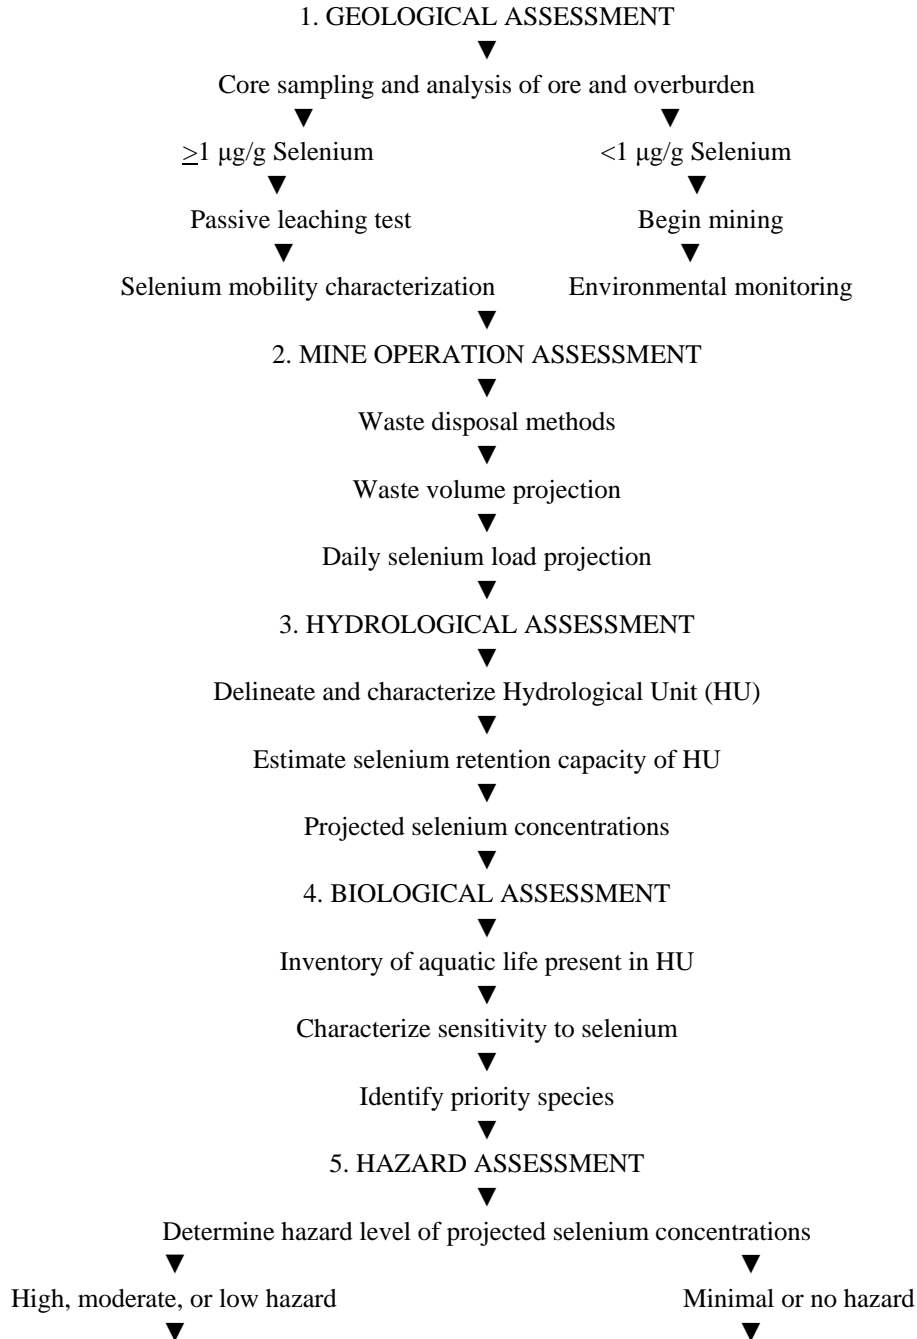 1. GEOLOGICAL ASSESSMENT
Core sampling and analysis of ore and overburden
≥1 μg/g Selenium <1 μg/g Selenium
Passive leaching test Begin mining
Selenium mobility characterization Environmental monitoring
2. MINE OPERATION ASSESSMENT
Waste disposal methods
Waste volume projection
Daily selenium load projection
3. HYDROLOGICAL ASSESSMENT
Delineate and characterize Hydrological Unit (HU)
Estimate selenium retention capacity of HU
Projected selenium concentrations
4. BIOLOGICAL ASSESSMENT
Inventory of aquatic life present in HU
Characterize sensitivity to selenium
Identify priority species
5. HAZARD ASSESSMENT
Determine hazard level of projected selenium concentrations
High, moderate, or low hazard Minimal or no hazard